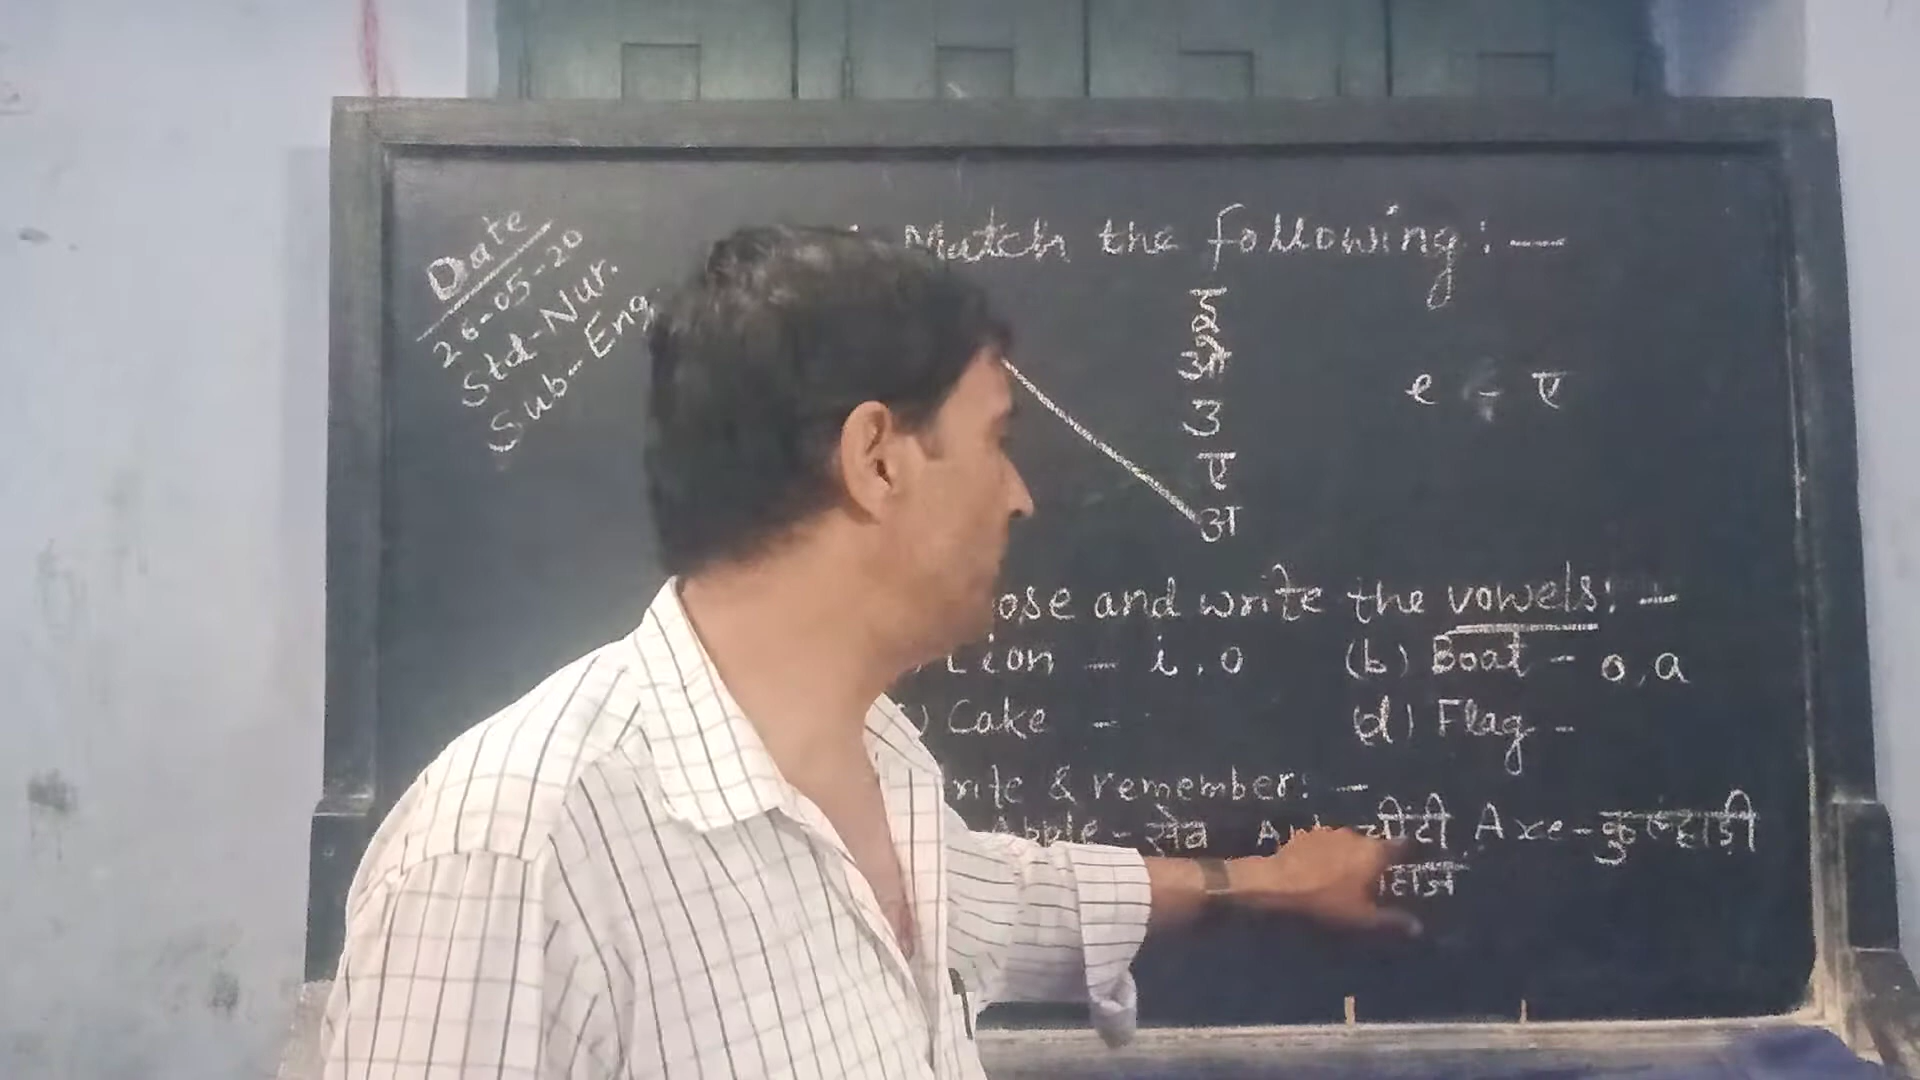 Date
26-05-20
Std-Nur.
Sub-Eng.
Match the following:—
इ
ओ
उ
ए
अ
e - ए
ose and write the vowels:—
Lion - i, o (b) Boat - o, a
) Cake - (d) Flag -
rite & remember:—
Apple - सेब चींटी Axe - कुल्हाड़ी